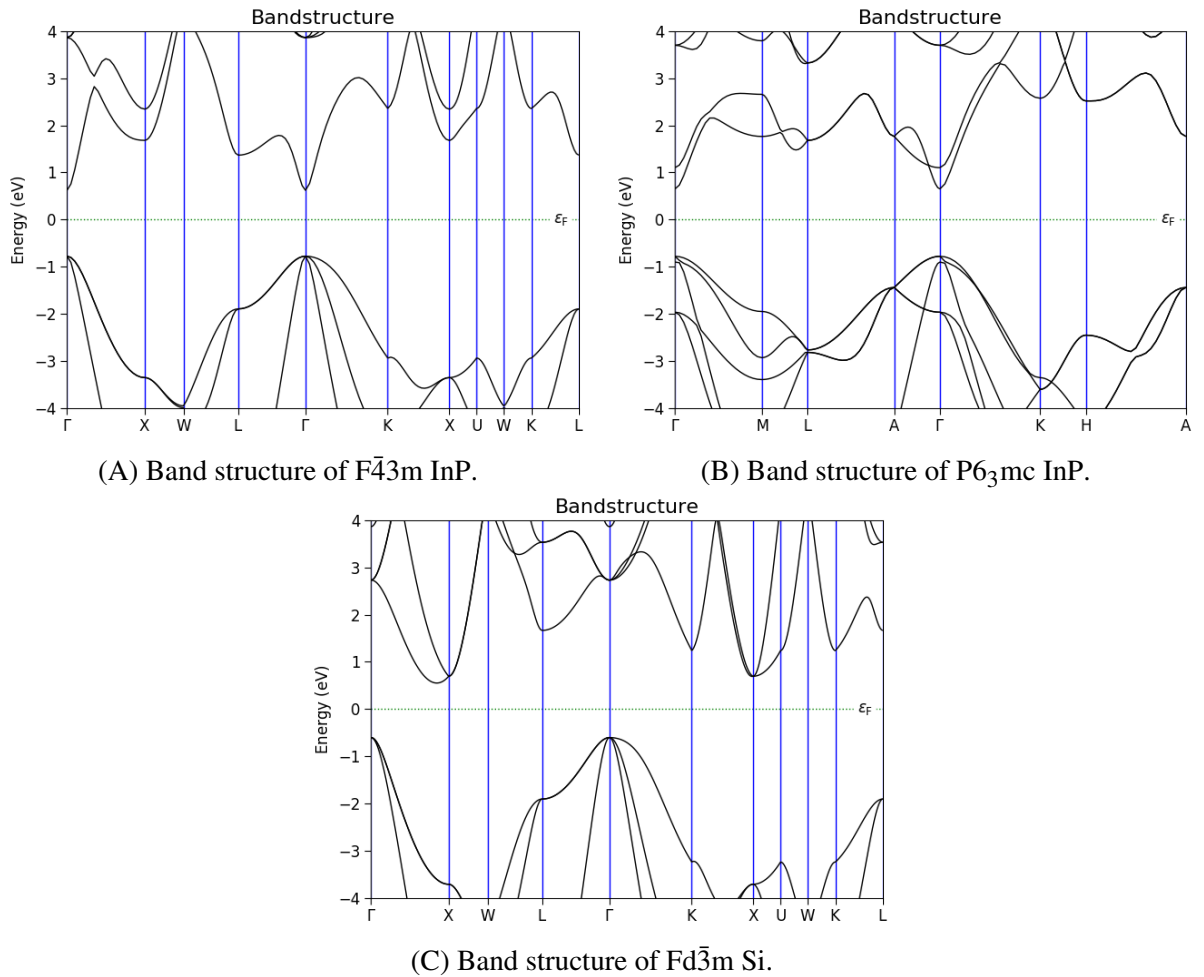 Bandstructure
4
3
2
1
0
−1
−2
−3
−4
Energy (eV)
εF
Γ X W L Γ K X U W K L
(A) Band structure of F4̄3m InP.
Bandstructure
4
3
2
1
0
−1
−2
−3
−4
Energy (eV)
εF
Γ M L A Γ K H A
(B) Band structure of P6₃mc InP.
Bandstructure
4
3
2
1
0
−1
−2
−3
−4
Energy (eV)
εF
Γ X W L Γ K X U W K L
(C) Band structure of Fd3̄m Si.